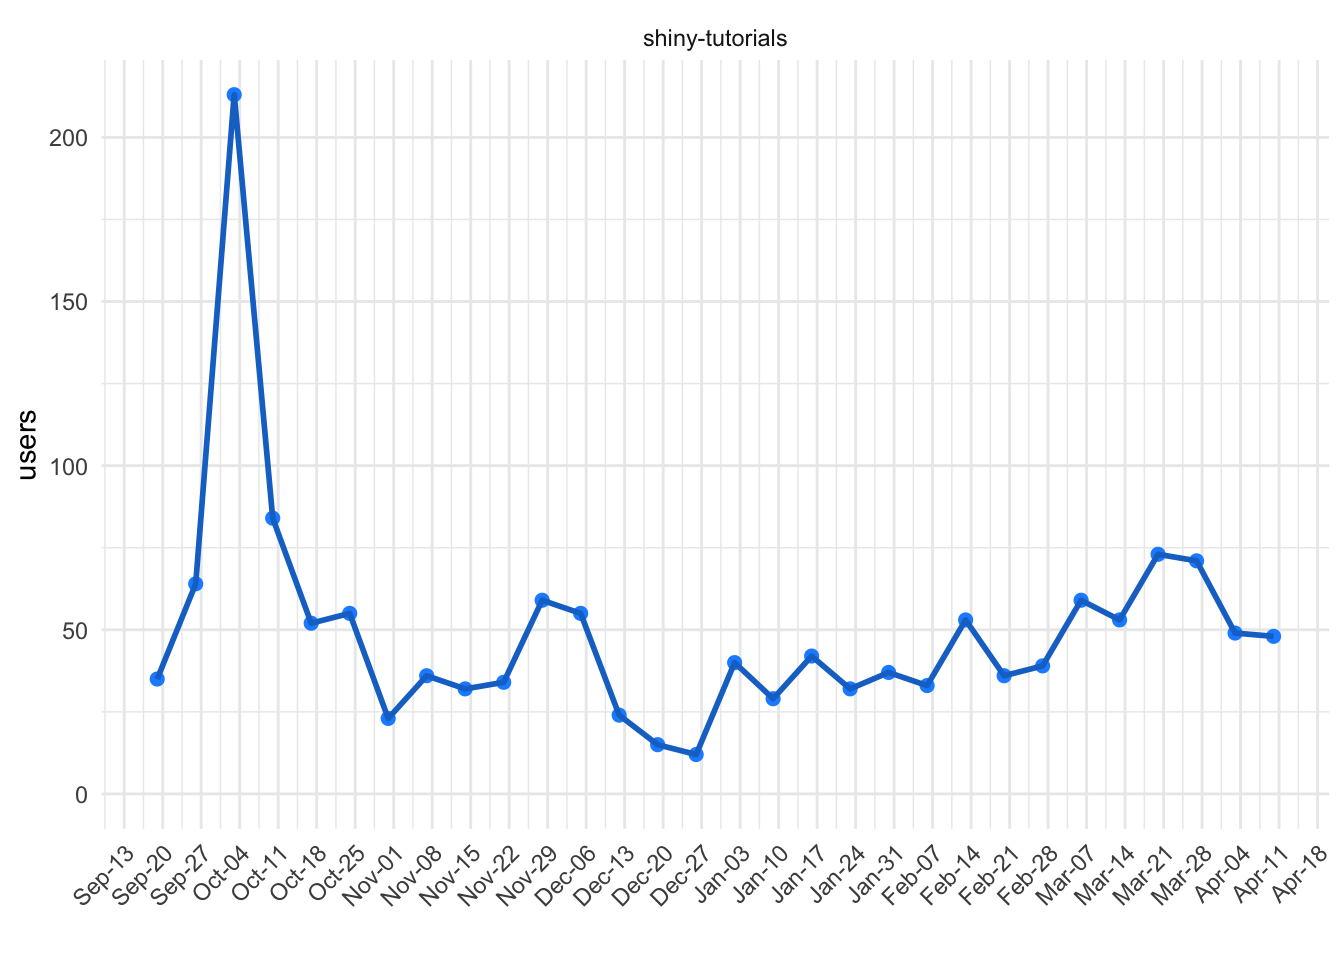 shiny-tutorials
users
200
150
100
50
0
Sep-13
Sep-20
Sep-27
Oct-04
Oct-11
Oct-18
Oct-25
Nov-01
Nov-08
Nov-15
Nov-22
Nov-29
Dec-06
Dec-13
Dec-20
Dec-27
Jan-03
Jan-10
Jan-17
Jan-24
Jan-31
Feb-07
Feb-14
Feb-21
Feb-28
Mar-07
Mar-14
Mar-21
Mar-28
Apr-04
Apr-11
Apr-18